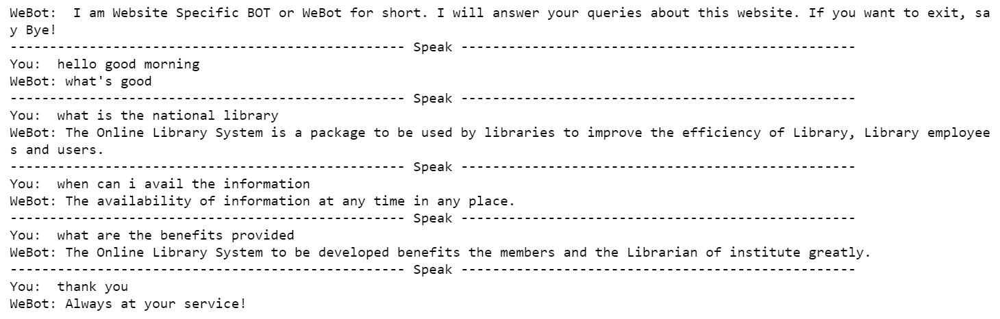 WeBot:  I am Website Specific BOT or WeBot for short. I will answer your queries about this website. If you want to exit, sa
y Bye!
-------------------------------------------------- Speak --------------------------------------------------
You:  hello good morning
WeBot: what's good
-------------------------------------------------- Speak --------------------------------------------------
You:  what is the national library
WeBot: The Online Library System is a package to be used by libraries to improve the efficiency of Library, Library employee
s and users.
-------------------------------------------------- Speak --------------------------------------------------
You:  when can i avail the information
WeBot: The availability of information at any time in any place.
-------------------------------------------------- Speak --------------------------------------------------
You:  what are the benefits provided
WeBot: The Online Library System to be developed benefits the members and the Librarian of institute greatly.
-------------------------------------------------- Speak --------------------------------------------------
You:  thank you
WeBot: Always at your service!